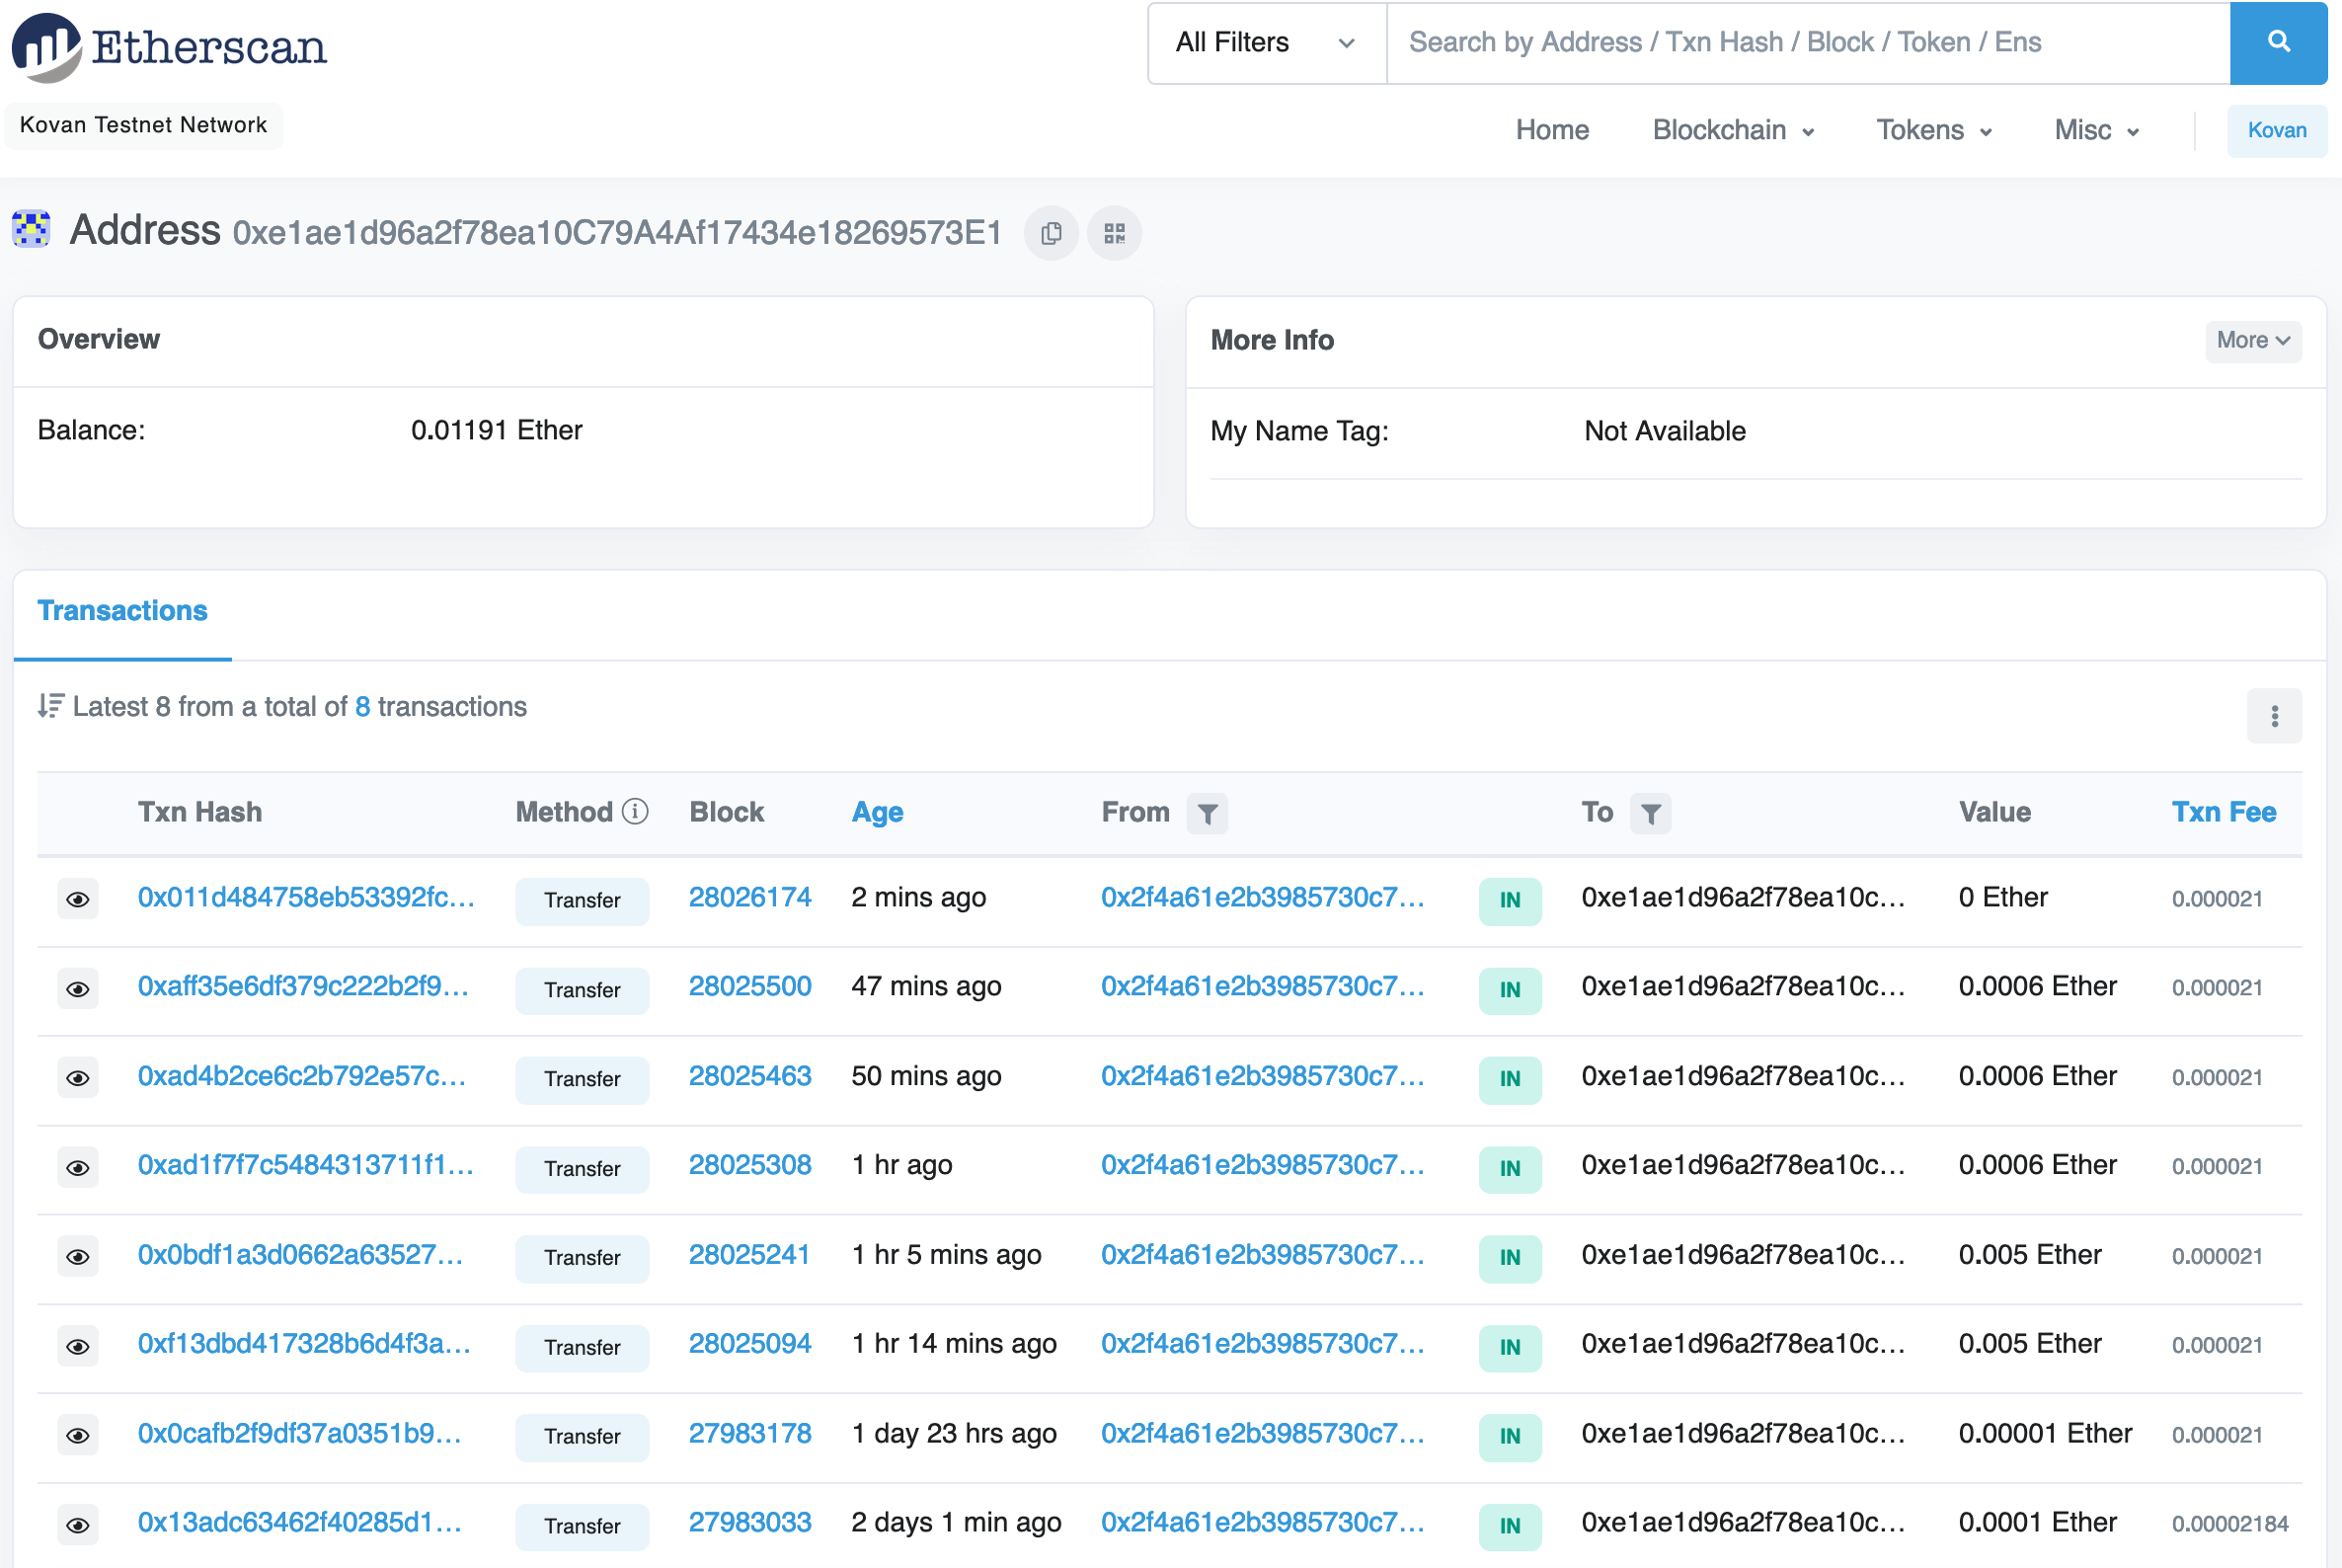 Etherscan
All Filters Search by Address / Txn Hash / Block / Token / Ens
Kovan Testnet Network
Home Blockchain Tokens Misc Kovan
Address 0xe1ae1d96a2f78ea10C79A4Af17434e18269573E1
Overview
Balance: 0.01191 Ether
More Info More
My Name Tag: Not Available
Transactions
Latest 8 from a total of 8 transactions
Txn Hash Method Block Age From To Value Txn Fee
0x011d484758eb53392fc... Transfer 28026174 2 mins ago 0x2f4a61e2b3985730c7... IN 0xe1ae1d96a2f78ea10c... 0 Ether 0.000021
0xaff35e6df379c222b2f9... Transfer 28025500 47 mins ago 0x2f4a61e2b3985730c7... IN 0xe1ae1d96a2f78ea10c... 0.0006 Ether 0.000021
0xad4b2ce6c2b792e57c... Transfer 28025463 50 mins ago 0x2f4a61e2b3985730c7... IN 0xe1ae1d96a2f78ea10c... 0.0006 Ether 0.000021
0xad1f7f7c5484313711f1... Transfer 28025308 1 hr ago 0x2f4a61e2b3985730c7... IN 0xe1ae1d96a2f78ea10c... 0.0006 Ether 0.000021
0x0bdf1a3d0662a63527... Transfer 28025241 1 hr 5 mins ago 0x2f4a61e2b3985730c7... IN 0xe1ae1d96a2f78ea10c... 0.005 Ether 0.000021
0xf13dbd417328b6d4f3a... Transfer 28025094 1 hr 14 mins ago 0x2f4a61e2b3985730c7... IN 0xe1ae1d96a2f78ea10c... 0.005 Ether 0.000021
0x0cafb2f9df37a0351b9... Transfer 27983178 1 day 23 hrs ago 0x2f4a61e2b3985730c7... IN 0xe1ae1d96a2f78ea10c... 0.00001 Ether 0.000021
0x13adc63462f40285d1... Transfer 27983033 2 days 1 min ago 0x2f4a61e2b3985730c7... IN 0xe1ae1d96a2f78ea10c... 0.0001 Ether 0.00002184